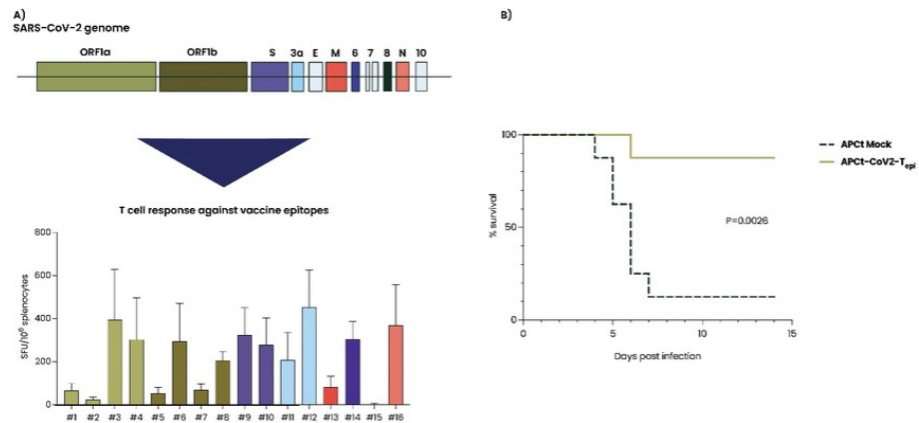 A)
SARS-CoV-2 genome
ORF1a ORF1b S 3a E M 6 7 8 N 10
T cell response against vaccine epitopes
SFU/10⁶ splenocytes
800
600
400
200
0
#1 #2 #3 #4 #5 #6 #7 #8 #9 #10 #11 #12 #13 #14 #15 #16
B)
% survival
100
50
0
0 5 10 15
Days post infection
P=0.0026
APCt Mock
APCt-CoV2-Tepi